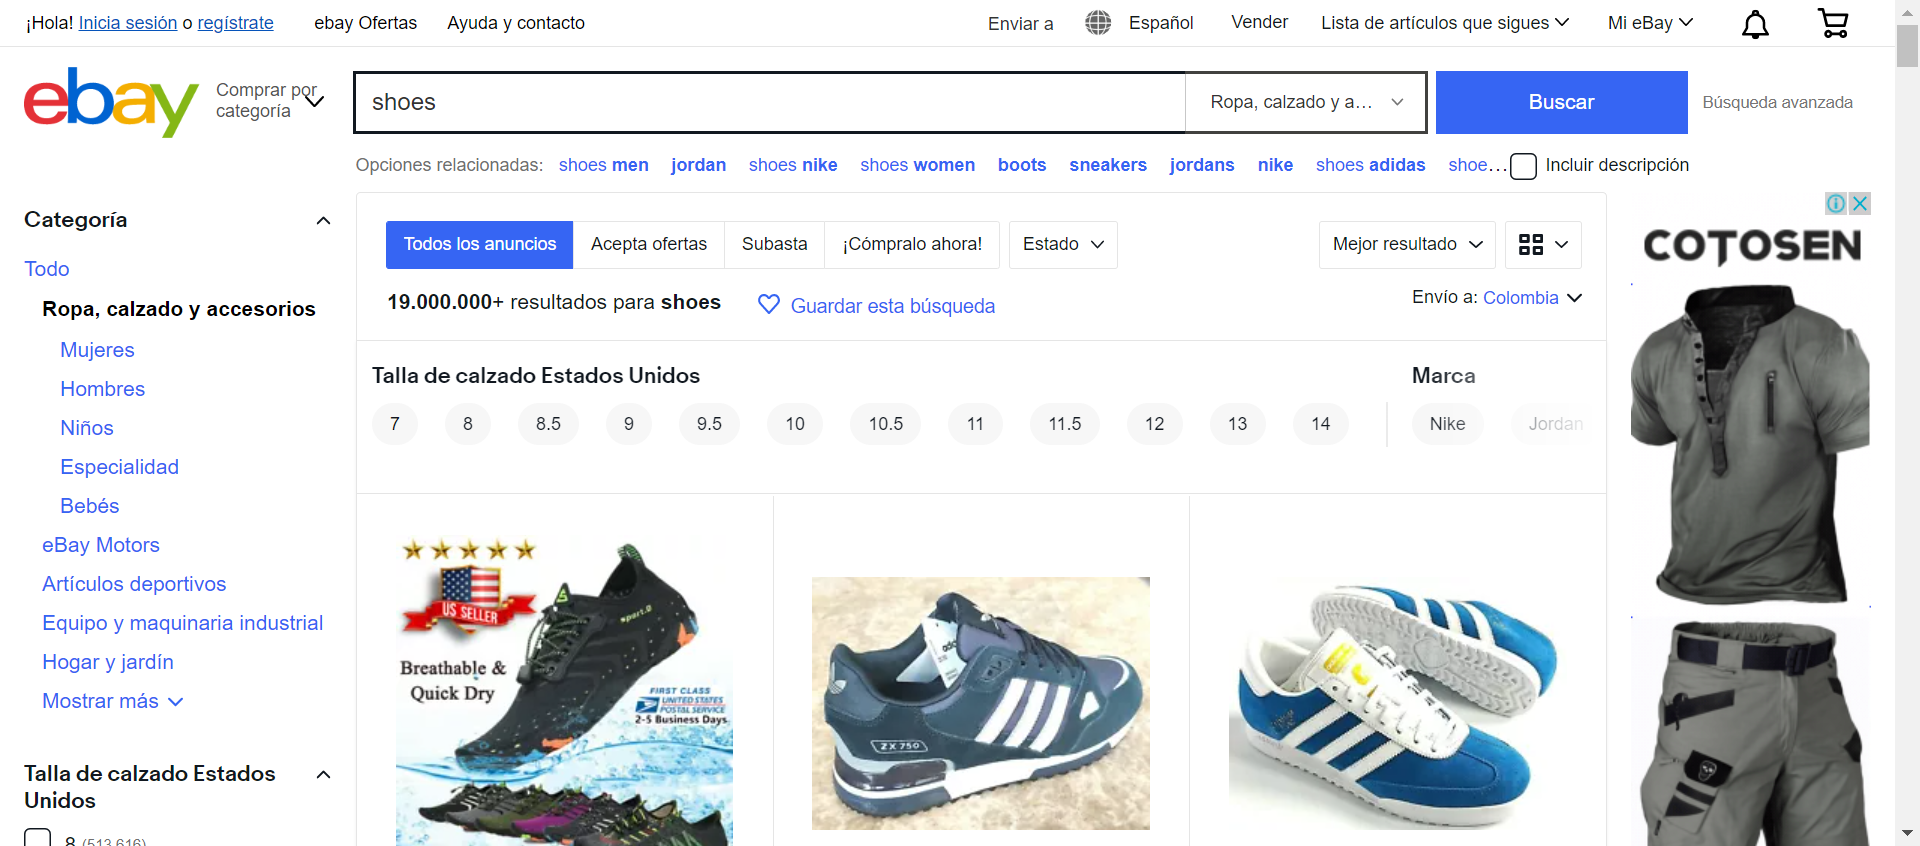 ¡Hola! Inicia sesión o regístrate
ebay Ofertas
Ayuda y contacto
Enviar a
Español
Vender
Lista de artículos que sigues
Mi eBay
ebay
Comprar por
categoría
shoes
Ropa, calzado y a...
Buscar
Búsqueda avanzada
Opciones relacionadas: shoes men jordan shoes nike shoes women boots sneakers jordans nike shoes adidas shoe...
Incluir descripción
Categoría
Todo
Ropa, calzado y accesorios
Mujeres
Hombres
Niños
Especialidad
Bebés
eBay Motors
Artículos deportivos
Equipo y maquinaria industrial
Hogar y jardín
Mostrar más
Talla de calzado Estados
Unidos
8 (513.616)
Todos los anuncios
Acepta ofertas
Subasta
¡Cómpralo ahora!
Estado
Mejor resultado
19.000.000+ resultados para shoes
Guardar esta búsqueda
Envío a: Colombia
Talla de calzado Estados Unidos
7 8 8.5 9 9.5 10 10.5 11 11.5 12 13 14
Marca
Nike Jordan
US SELLER
sport.0
Breathable &
Quick Dry
FIRST CLASS
UNITED STATES
POSTAL SERVICE
2-5 Business Days
ZX 750
COTOSEN